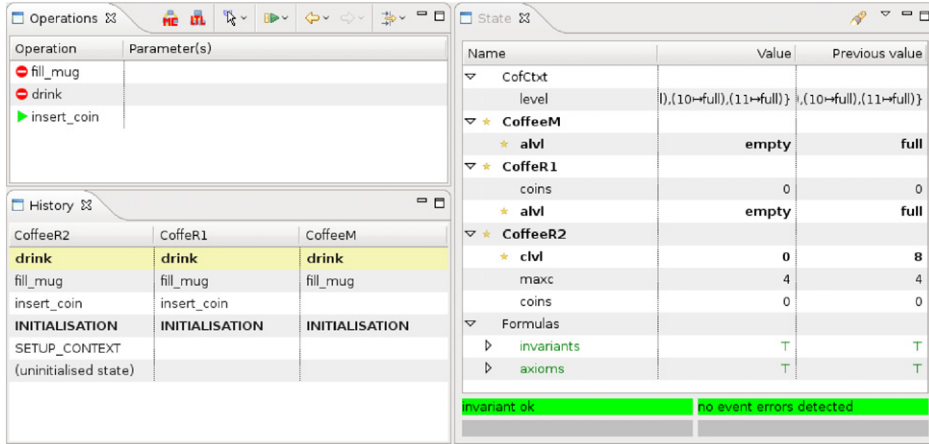 Operations
MC LTL
Operation Parameter(s)
fill_mug
drink
insert_coin
History
CoffeeR2 CoffeR1 CoffeeM
drink drink drink
fill_mug fill_mug fill_mug
insert_coin insert_coin
INITIALISATION INITIALISATION INITIALISATION
SETUP_CONTEXT
(uninitialised state)
State
Name Value Previous value
CofCtxt
level l),(10↦full),(11↦full)} ,(10↦full),(11↦full)}
CoffeeM
alvl empty full
CoffeR1
coins 0 0
alvl empty full
CoffeeR2
clvl 0 8
maxc 4 4
coins 0 0
Formulas
invariants ⊤ ⊤
axioms ⊤ ⊤
invariant ok no event errors detected